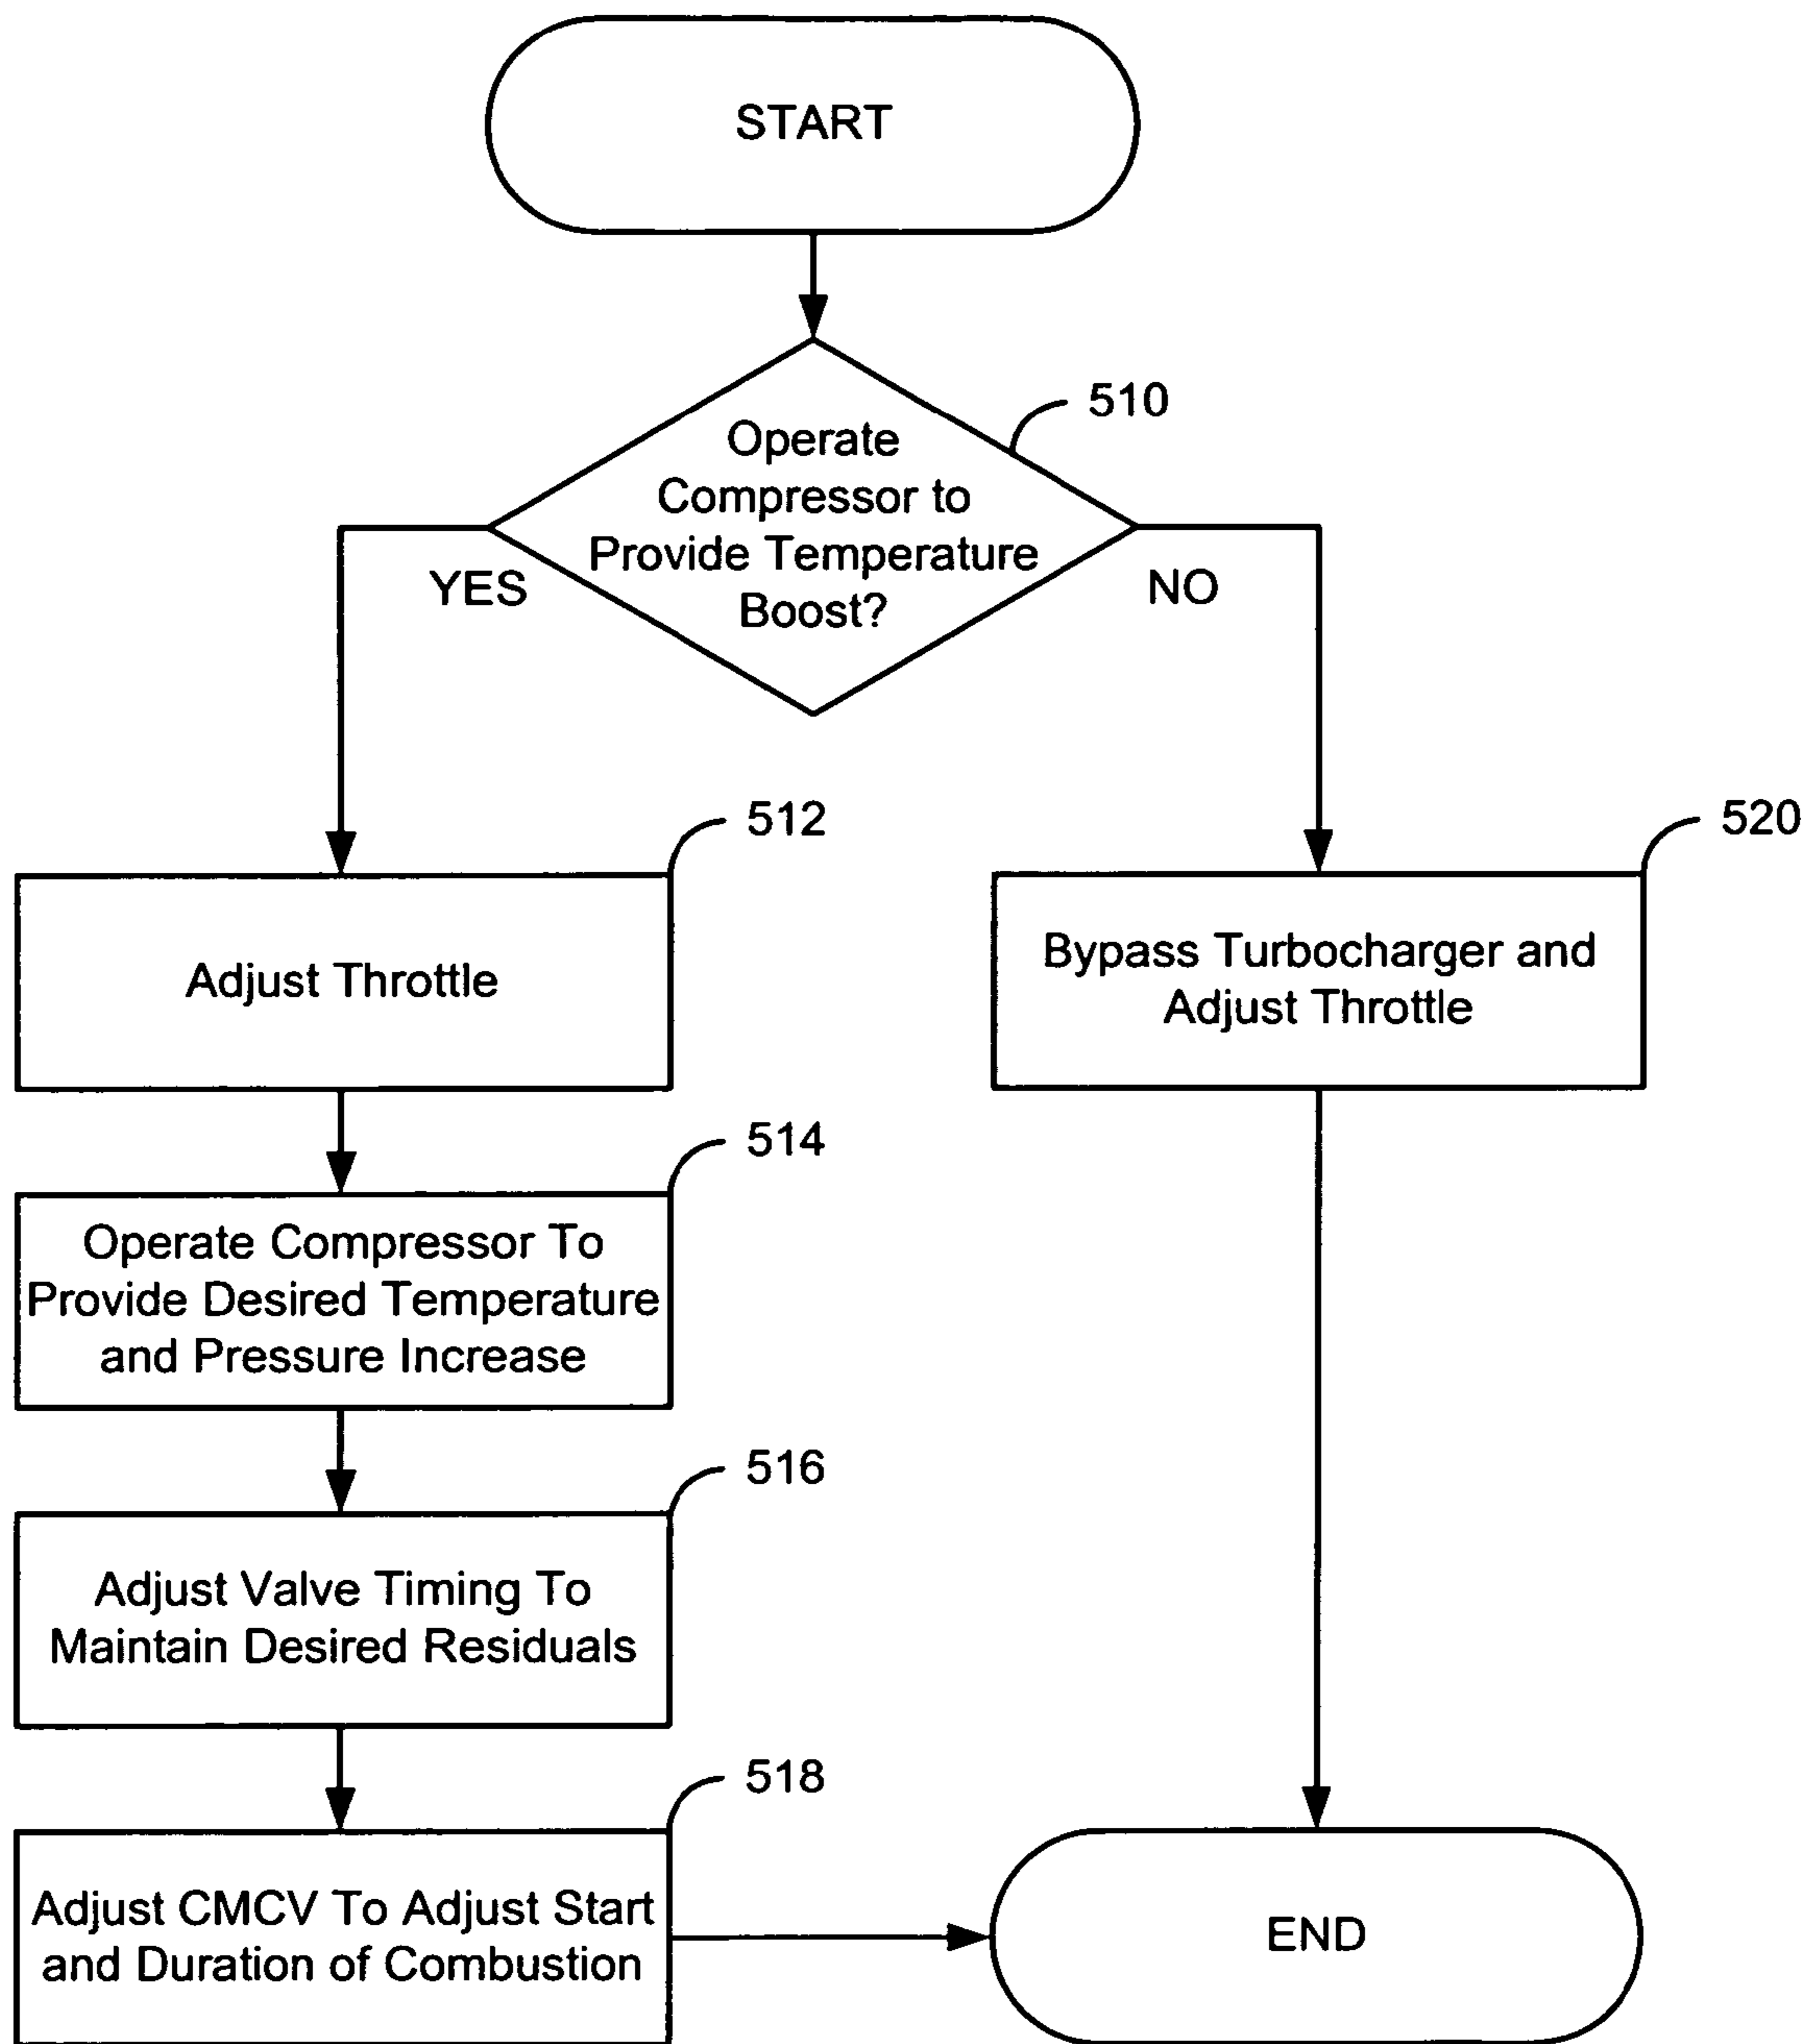 START
510
Operate
Compressor to
Provide Temperature
Boost?
YES
NO
512
Adjust Throttle
520
Bypass Turbocharger and
Adjust Throttle
514
Operate Compressor To
Provide Desired Temperature
and Pressure Increase
516
Adjust Valve Timing To
Maintain Desired Residuals
518
Adjust CMCV To Adjust Start
and Duration of Combustion
END